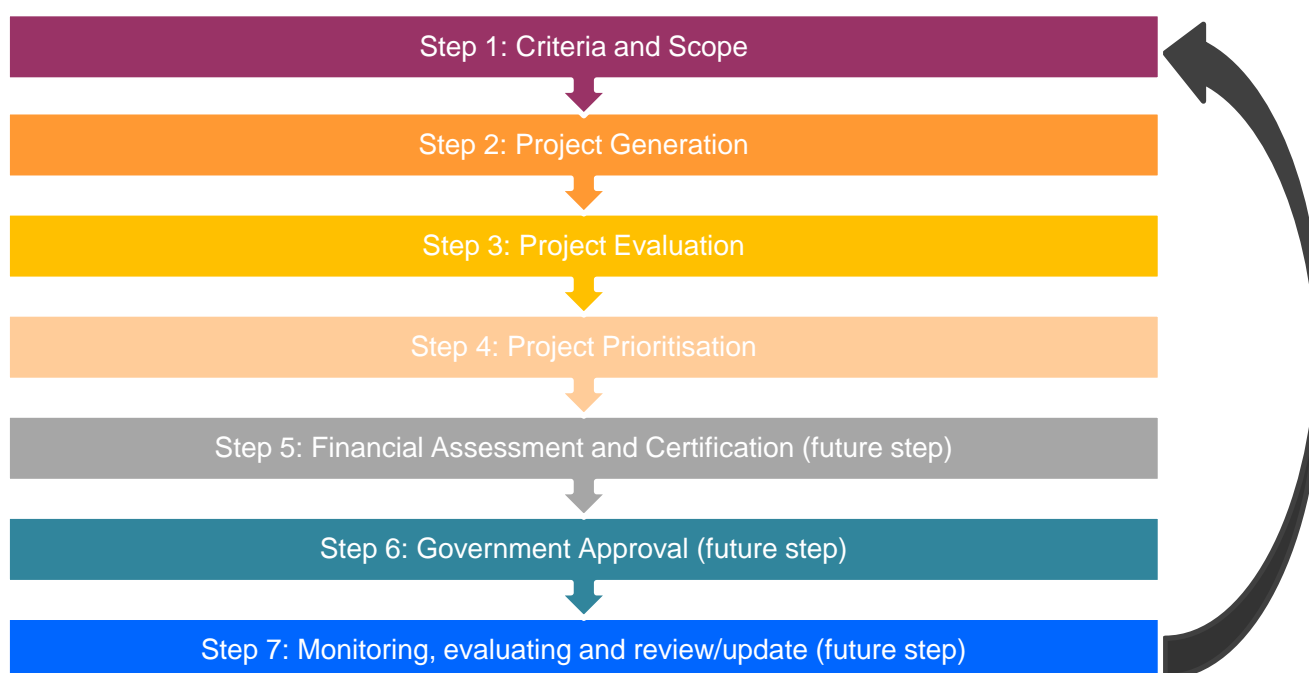 Step 1: Criteria and Scope
Step 2: Project Generation
Step 3: Project Evaluation
Step 4: Project Prioritisation
Step 5: Financial Assessment and Certification (future step)
Step 6: Government Approval (future step)
Step 7: Monitoring, evaluating and review/update (future step)